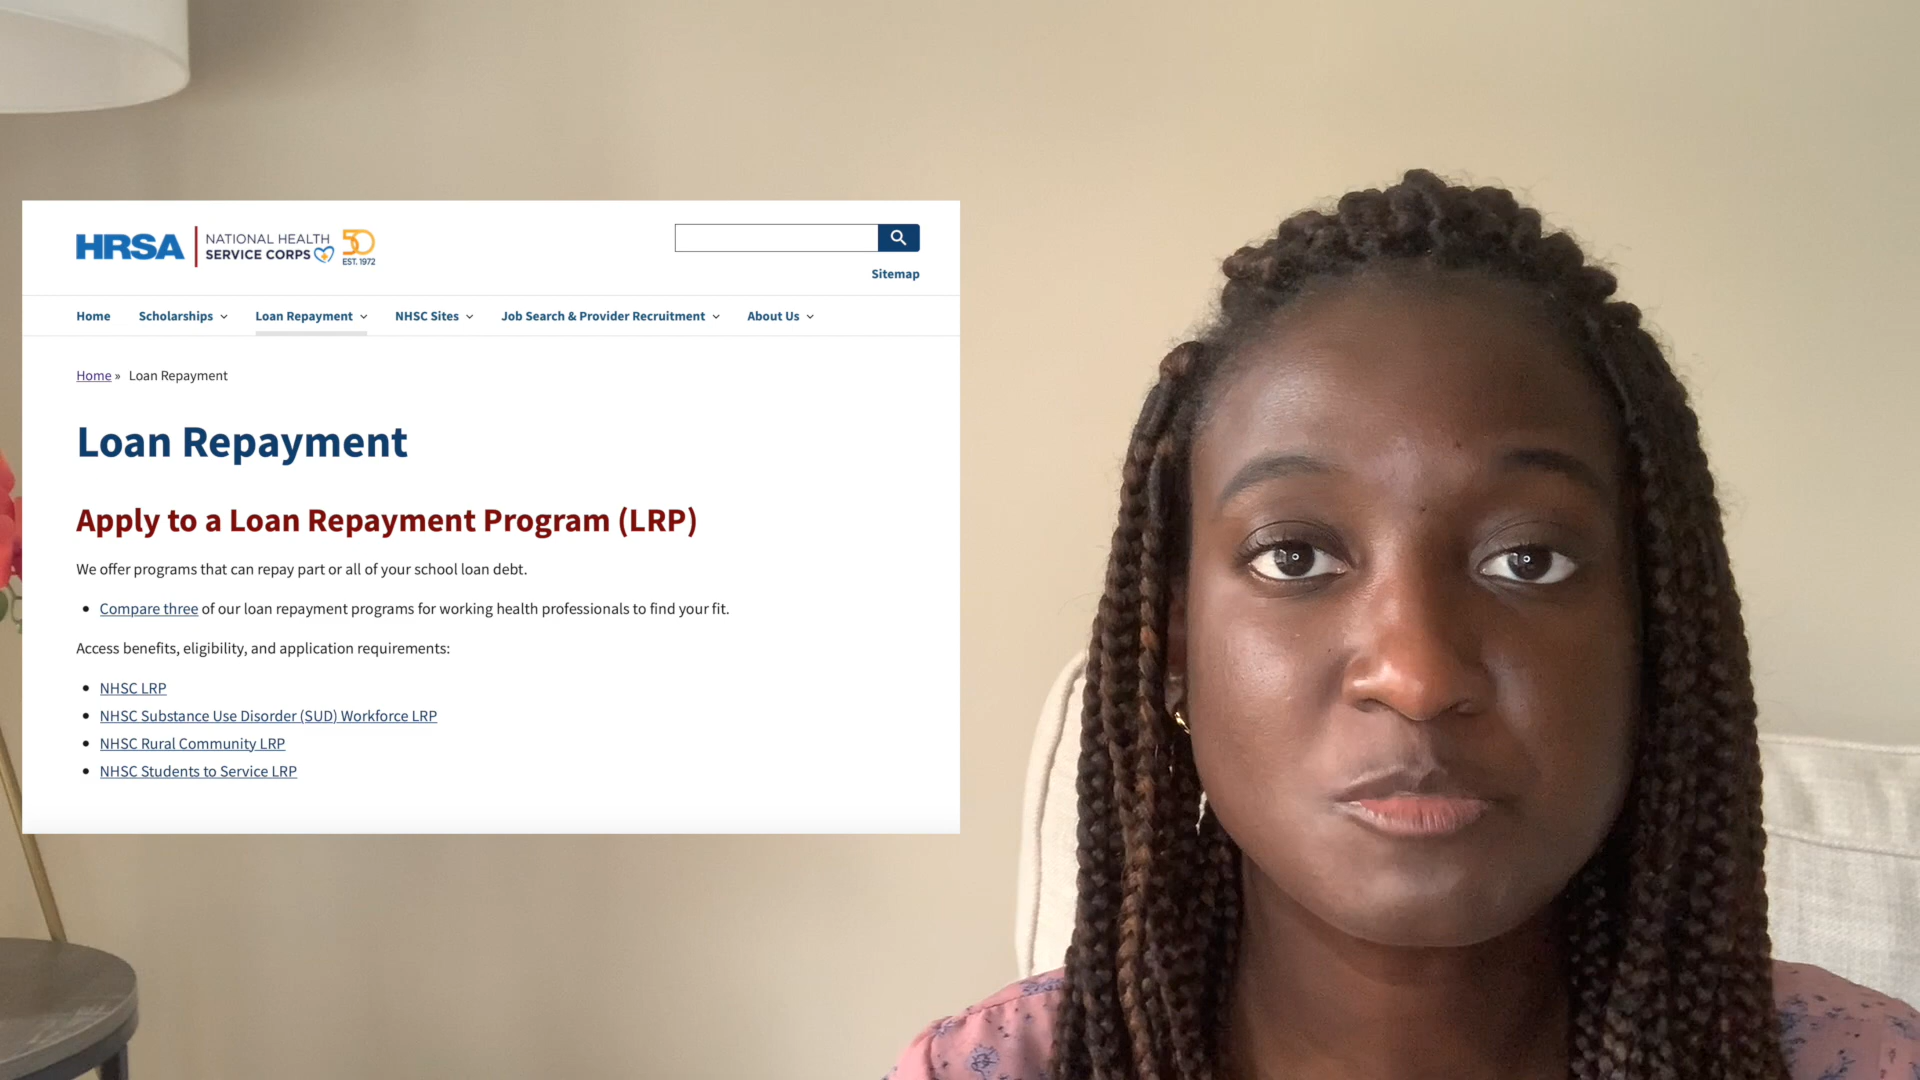 HRSA
NATIONAL HEALTH
SERVICE CORPS
50
EST. 1972
Sitemap
Home Scholarships Loan Repayment NHSC Sites Job Search & Provider Recruitment About Us
Home » Loan Repayment
Loan Repayment
Apply to a Loan Repayment Program (LRP)
We offer programs that can repay part or all of your school loan debt.
• Compare three of our loan repayment programs for working health professionals to find your fit.
Access benefits, eligibility, and application requirements:
• NHSC LRP
• NHSC Substance Use Disorder (SUD) Workforce LRP
• NHSC Rural Community LRP
• NHSC Students to Service LRP